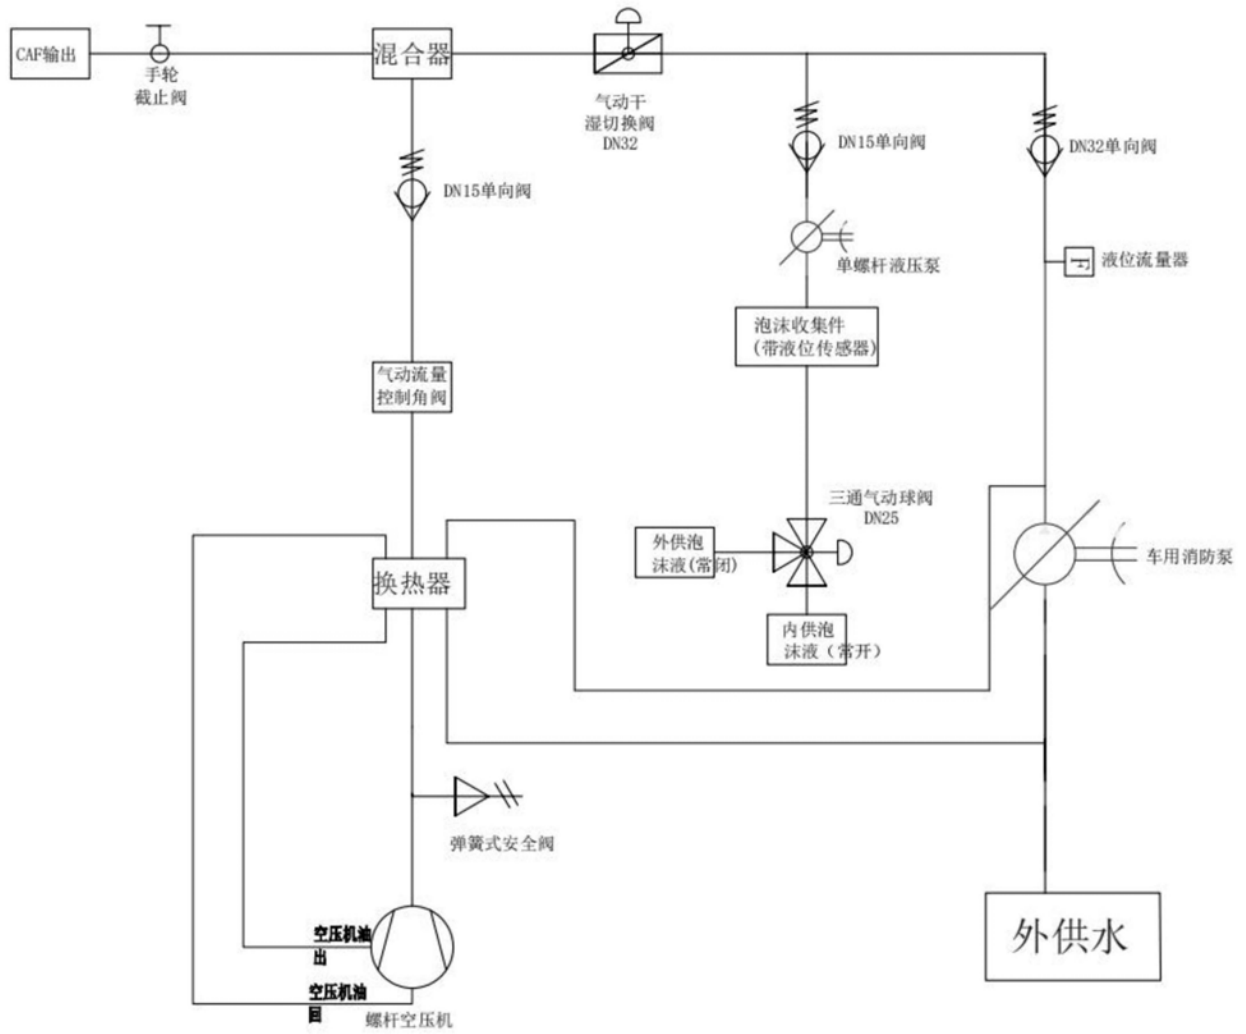 CAF输出
手轮
截止阀
混合器
气动干
湿切换阀
DN32
DN15单向阀
DN32单向阀
DN15单向阀
单螺杆液压泵
液位流量器
泡沫收集件
(带液位传感器)
气动流量
控制角阀
三通气动球阀
DN25
外供泡
沫液(常闭)
车用消防泵
换热器
内供泡
沫液（常开）
弹簧式安全阀
外供水
空压机油
出
空压机油
回
螺杆空压机